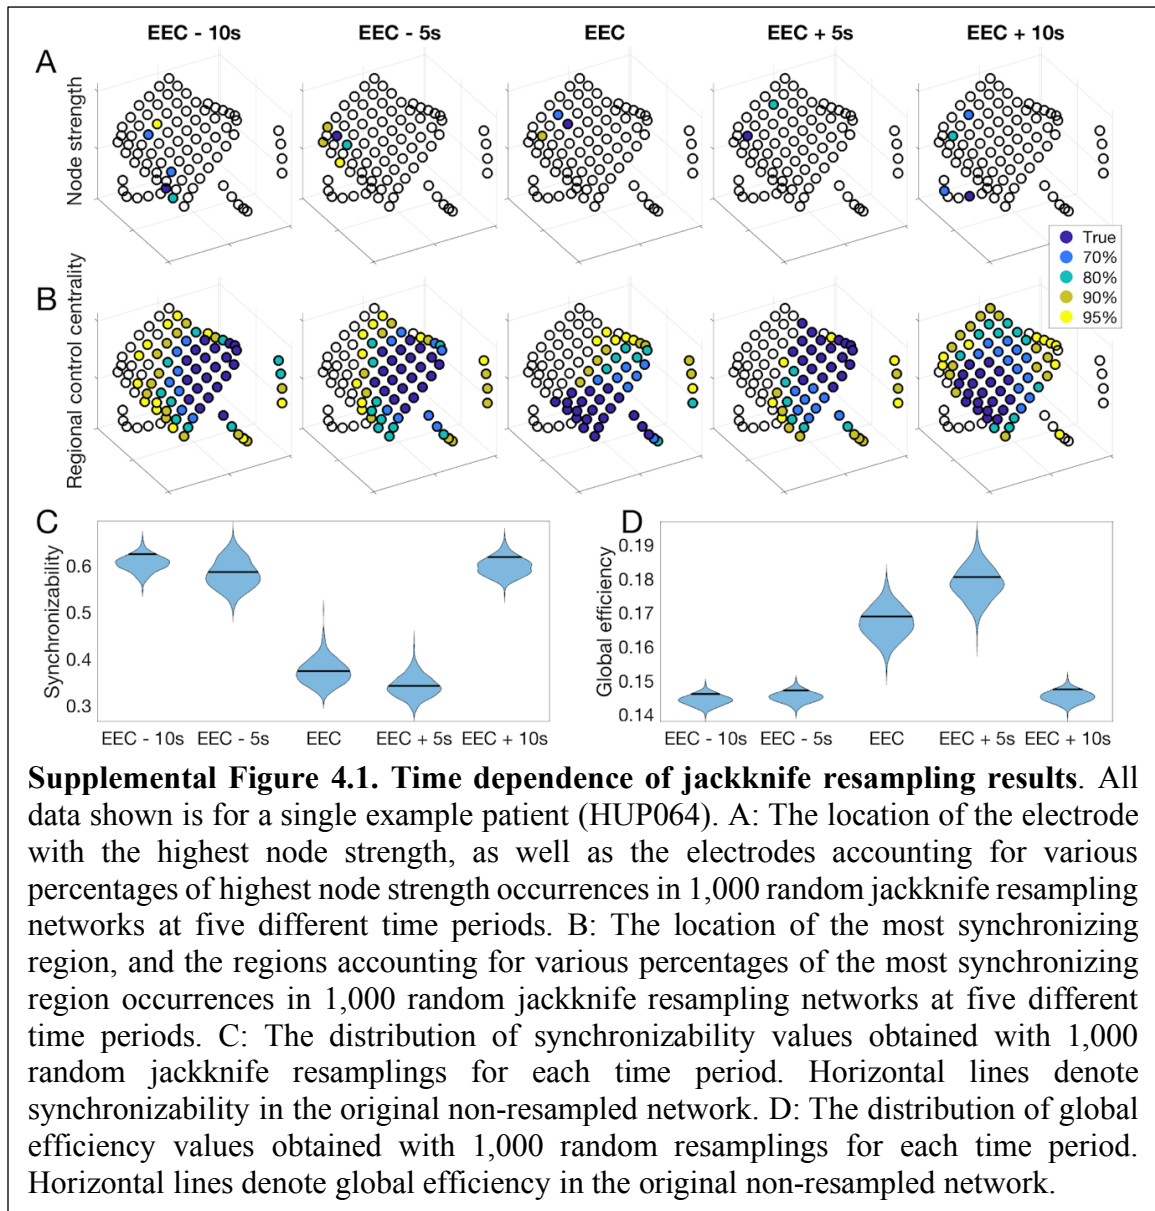 EEC - 10s EEC - 5s EEC EEC + 5s EEC + 10s
A
Node strength
True
70%
80%
90%
95%
B
Regional control centrality
C
Synchronizability
0.6
0.5
0.4
0.3
EEC - 10s EEC - 5s EEC EEC + 5s EEC + 10s
D
Global efficiency
0.19
0.18
0.17
0.16
0.15
0.14
EEC - 10s EEC - 5s EEC EEC + 5s EEC + 10s
Supplemental Figure 4.1. Time dependence of jackknife resampling results. All
data shown is for a single example patient (HUP064). A: The location of the electrode
with the highest node strength, as well as the electrodes accounting for various
percentages of highest node strength occurrences in 1,000 random jackknife resampling
networks at five different time periods. B: The location of the most synchronizing
region, and the regions accounting for various percentages of the most synchronizing
region occurrences in 1,000 random jackknife resampling networks at five different
time periods. C: The distribution of synchronizability values obtained with 1,000
random jackknife resamplings for each time period. Horizontal lines denote
synchronizability in the original non-resampled network. D: The distribution of global
efficiency values obtained with 1,000 random resamplings for each time period.
Horizontal lines denote global efficiency in the original non-resampled network.